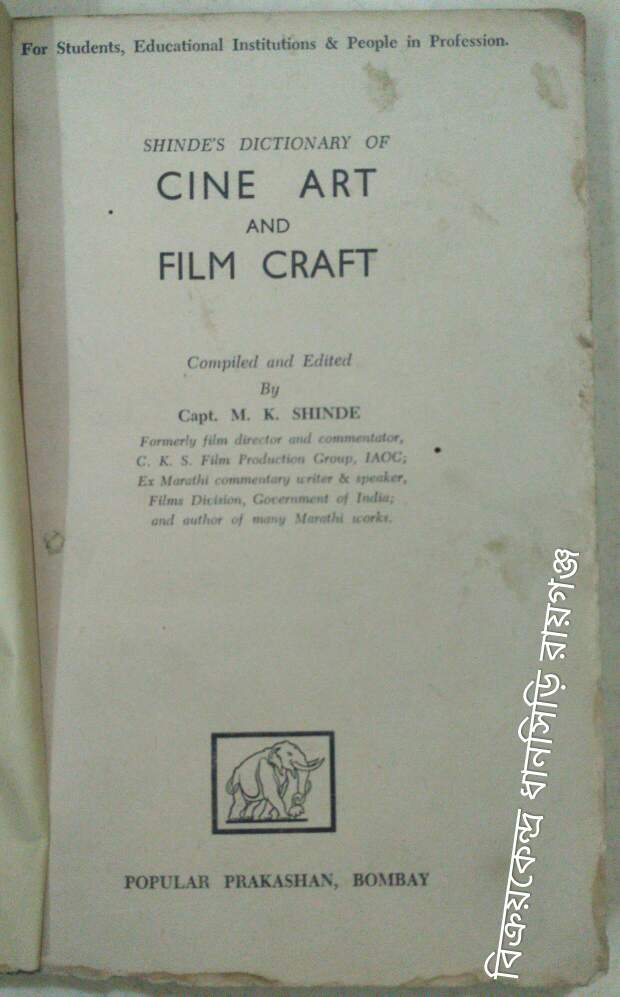 For Students, Educational Institutions & People in Profession.
SHINDE'S DICTIONARY OF
CINE ART
AND
FILM CRAFT
Compiled and Edited
By
Capt. M. K. SHINDE
Formerly film director and commentator,
C. K. S. Film Production Group, IAOC;
Ex Marathi commentary writer & speaker,
Films Division, Government of India;
and author of many Marathi works.
POPULAR PRAKASHAN, BOMBAY
বিক্রয়কেন্দ্র ধানসিড়ি রায়গঞ্জ